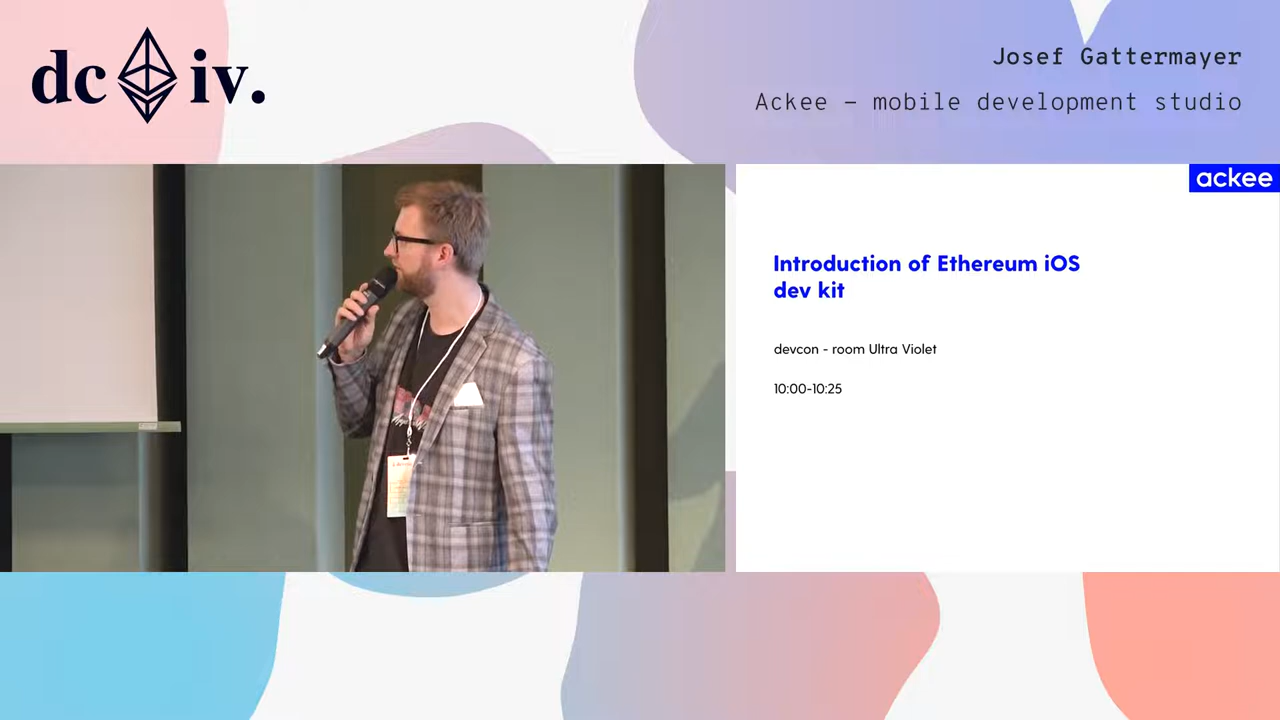 dc iv.
Josef Gattermayer
Ackee – mobile development studio
ackee
Introduction of Ethereum iOS
dev kit
devcon - room Ultra Violet
10:00-10:25